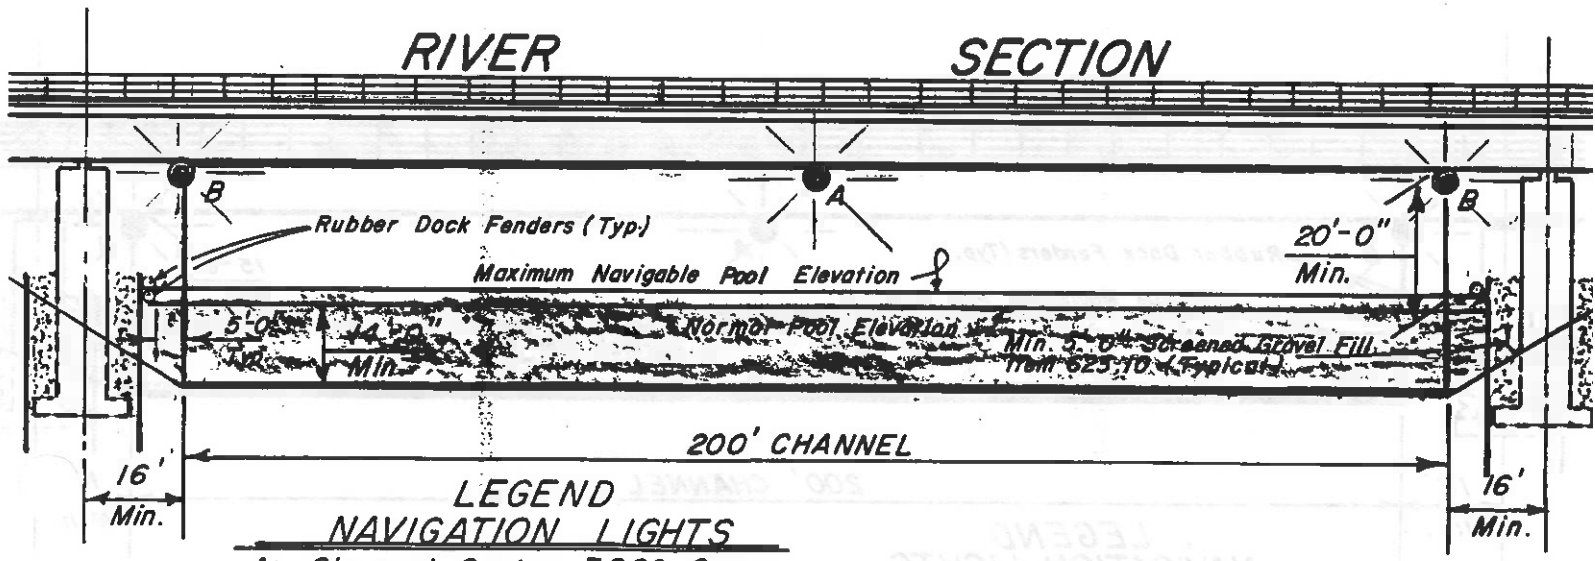 RIVER SECTION
B
A
B
Rubber Dock Fenders (Typ.)
20'-0"
Min.
Maximum Navigable Pool Elevation
5'-0"
Typ.
14'-0"
Min.
Normal Pool Elevation
Min. 5'-0" Screened Gravel Fill
Item 623.10 (Typical)
200' CHANNEL
16'
Min.
16'
Min.
LEGEND
NAVIGATION LIGHTS